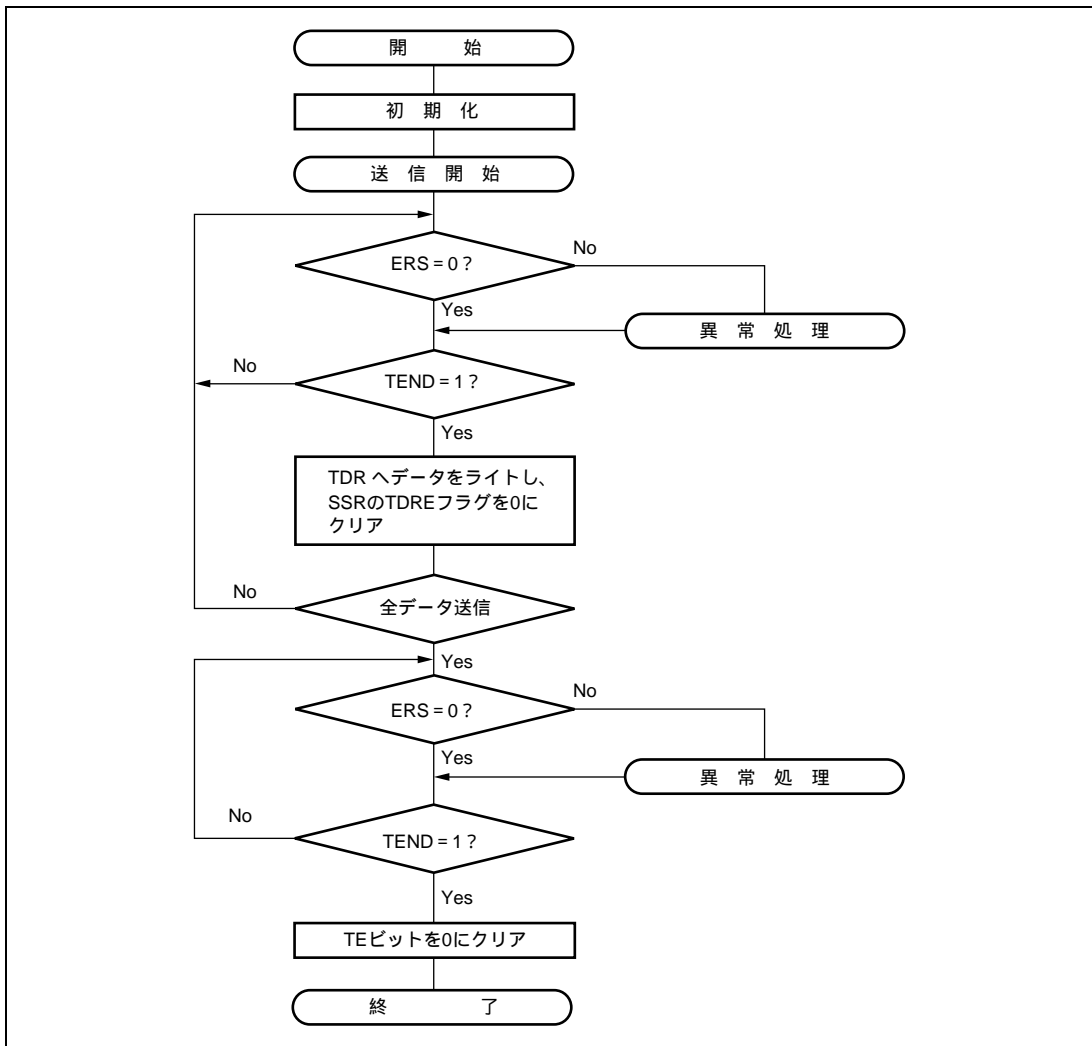 開　始
初 期 化
送 信 開 始
ERS = 0 ?
No
Yes
異 常 処 理
No
TEND = 1 ?
Yes
TDR へデータをライトし、
SSRのTDREフラグを0に
クリア
No
全データ送信
Yes
ERS = 0 ?
No
Yes
異 常 処 理
No
TEND = 1 ?
Yes
TEビットを0にクリア
終　了